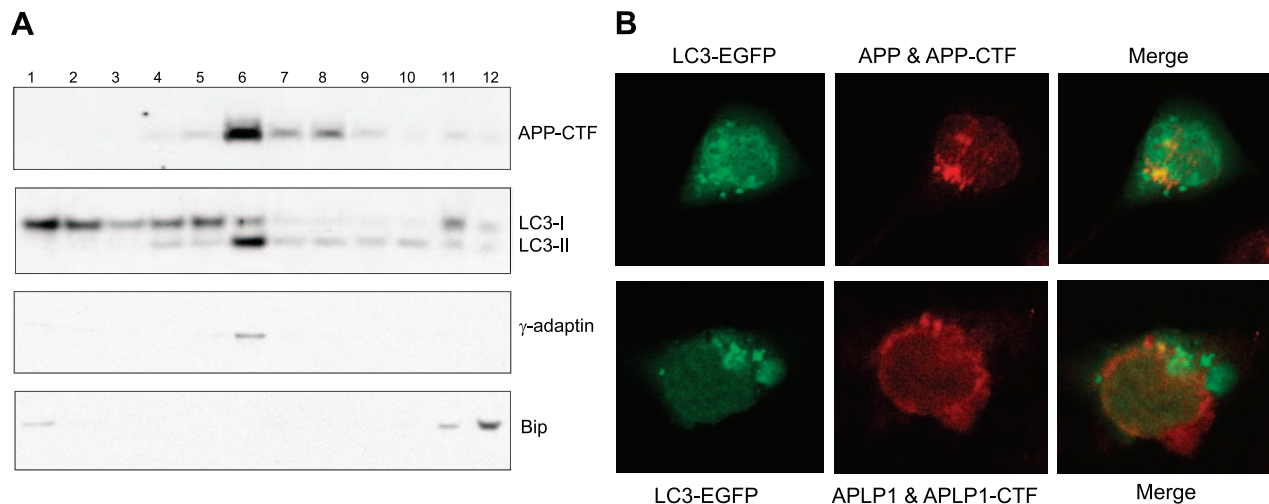 A
1 2 3 4 5 6 7 8 9 10 11 12
APP-CTF
LC3-I
LC3-II
γ-adaptin
Bip
B
LC3-EGFP APP & APP-CTF Merge
LC3-EGFP APLP1 & APLP1-CTF Merge